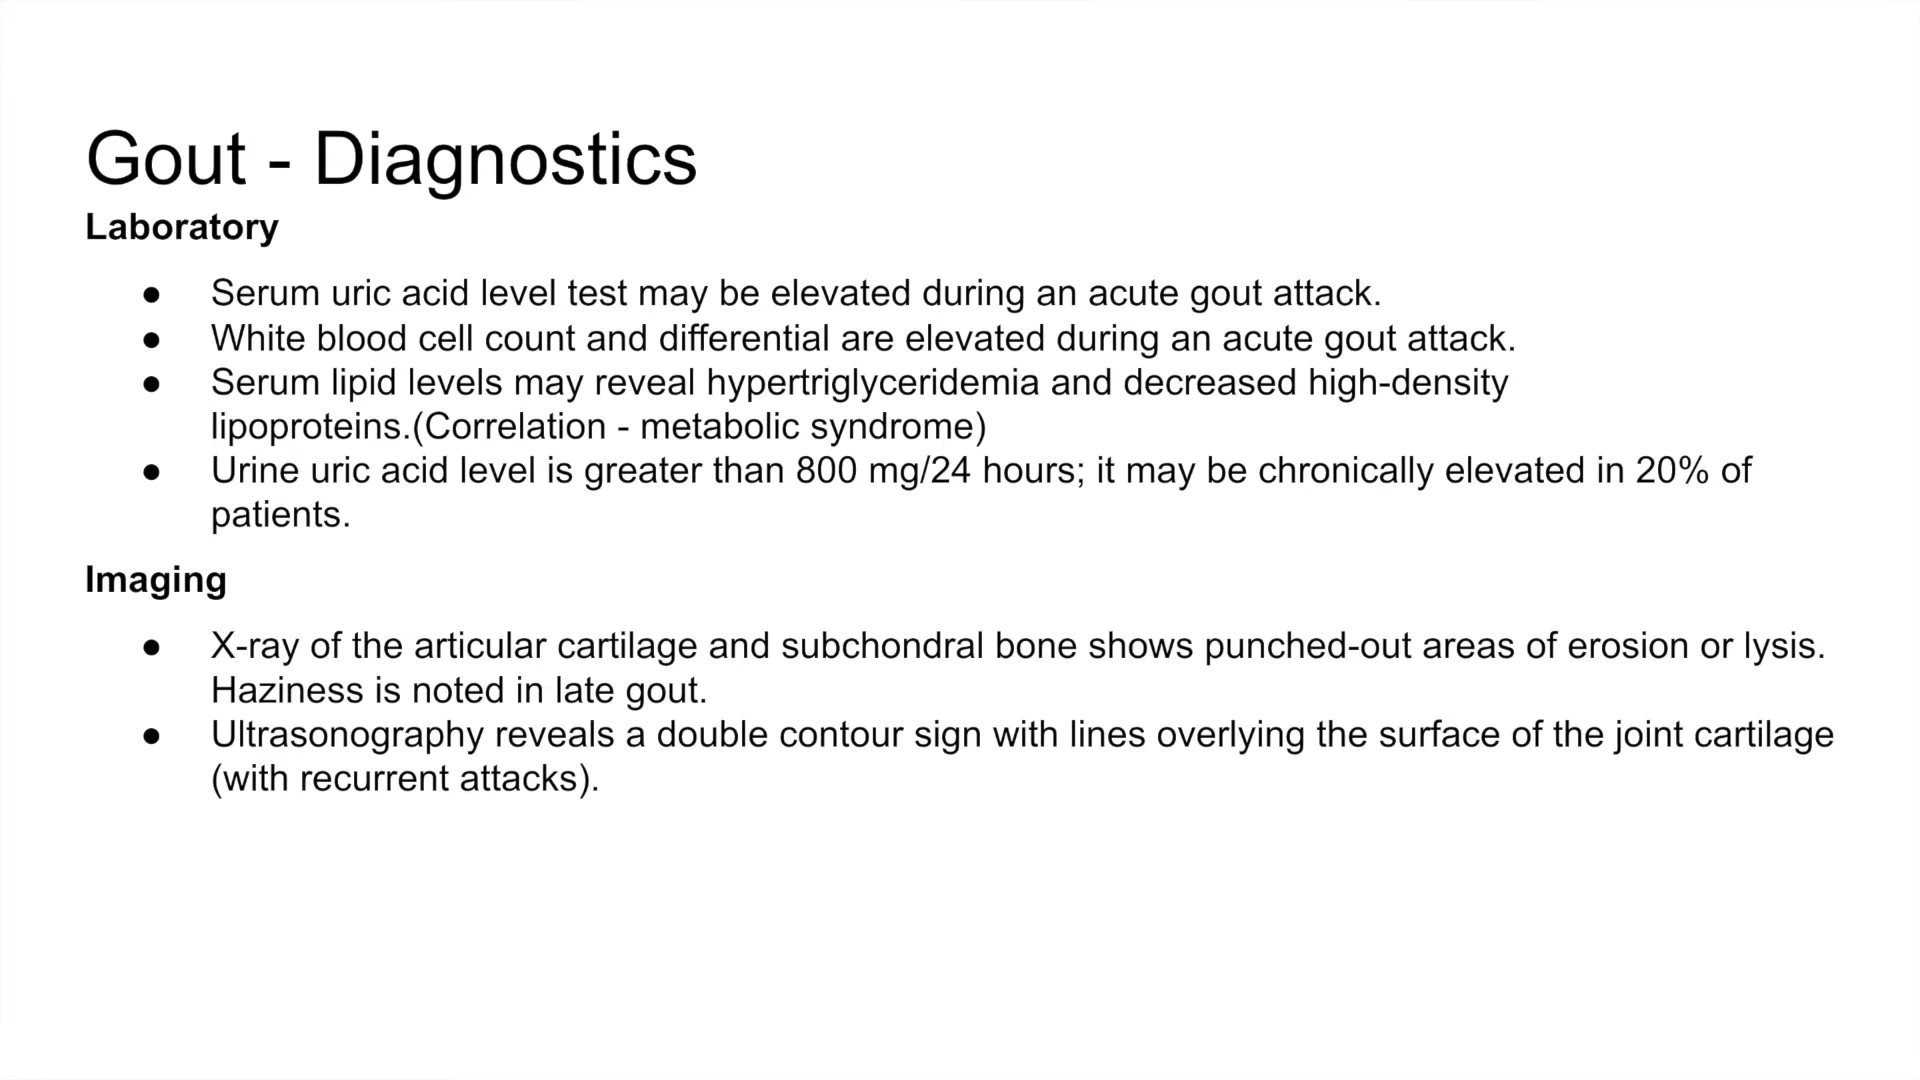 Gout - Diagnostics
Laboratory
● Serum uric acid level test may be elevated during an acute gout attack.
● White blood cell count and differential are elevated during an acute gout attack.
● Serum lipid levels may reveal hypertriglyceridemia and decreased high-density
lipoproteins.(Correlation - metabolic syndrome)
● Urine uric acid level is greater than 800 mg/24 hours; it may be chronically elevated in 20% of
patients.
Imaging
● X-ray of the articular cartilage and subchondral bone shows punched-out areas of erosion or lysis.
Haziness is noted in late gout.
● Ultrasonography reveals a double contour sign with lines overlying the surface of the joint cartilage
(with recurrent attacks).